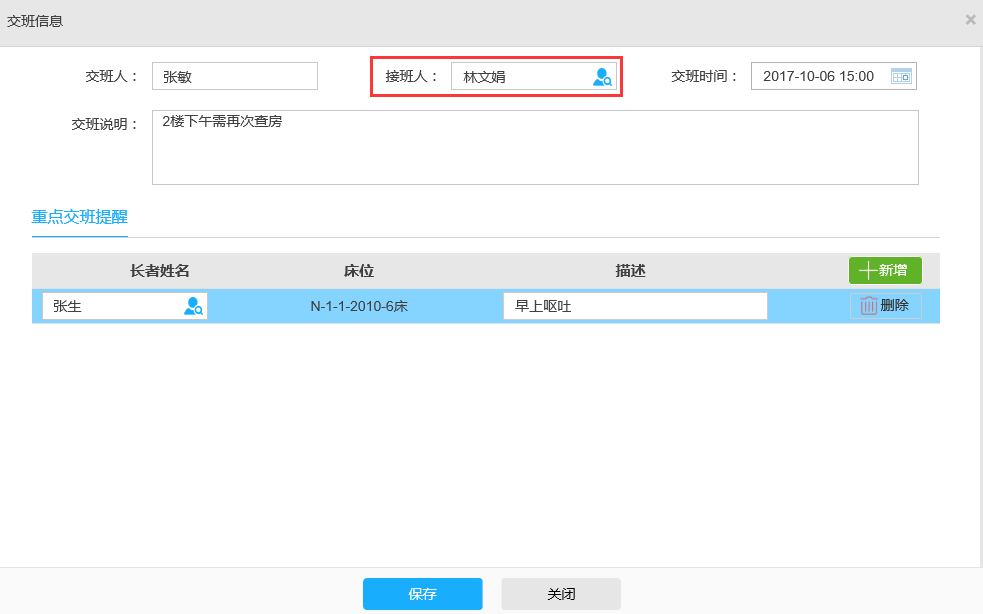 交班信息
交班人： 张敏 接班人： 林文娟 交班时间： 2017-10-06 15:00
交班说明： 2楼下午需再次查房
重点交班提醒
长者姓名 床位 描述 新增
张生 N-1-1-2010-6床 早上呕吐 删除
保存 关闭